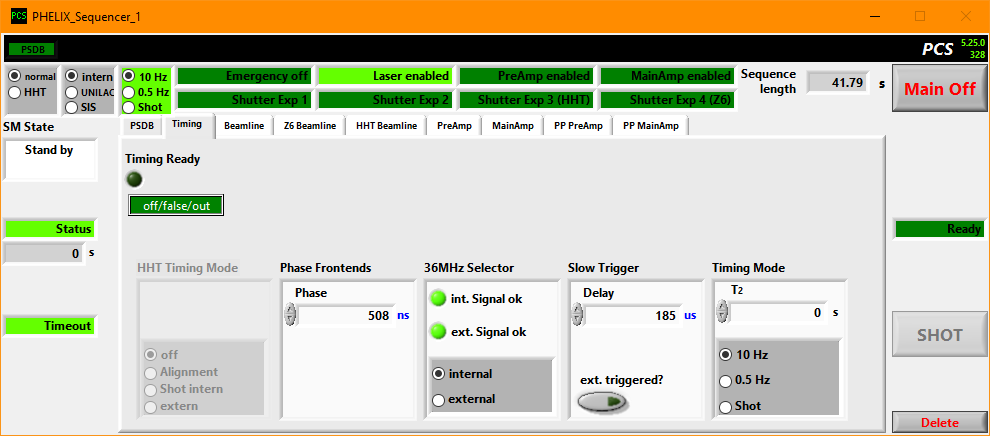 PCS PHELIX_Sequencer_1
PSDB PCS 5.25.0
328
normal intern 10 Hz Emergency off Laser enabled PreAmp enabled MainAmp enabled Sequence length 41.79 s Main Off
HHT UNILAC 0.5 Hz Shutter Exp 1 Shutter Exp 2 Shutter Exp 3 (HHT) Shutter Exp 4 (Z6)
SIS Shot
SM State PSDB Timing Beamline Z6 Beamline HHT Beamline PreAmp MainAmp PP PreAmp PP MainAmp
Stand by
Timing Ready
off/false/out
Status Ready
0 s
HHT Timing Mode Phase Frontends 36MHz Selector Slow Trigger Timing Mode
Phase int. Signal ok Delay T2
508 ns 185 us 0 s
Timeout ext. Signal ok SHOT
off internal ext. triggered? 10 Hz
Alignment external 0.5 Hz
Shot intern Shot
extern
Delete